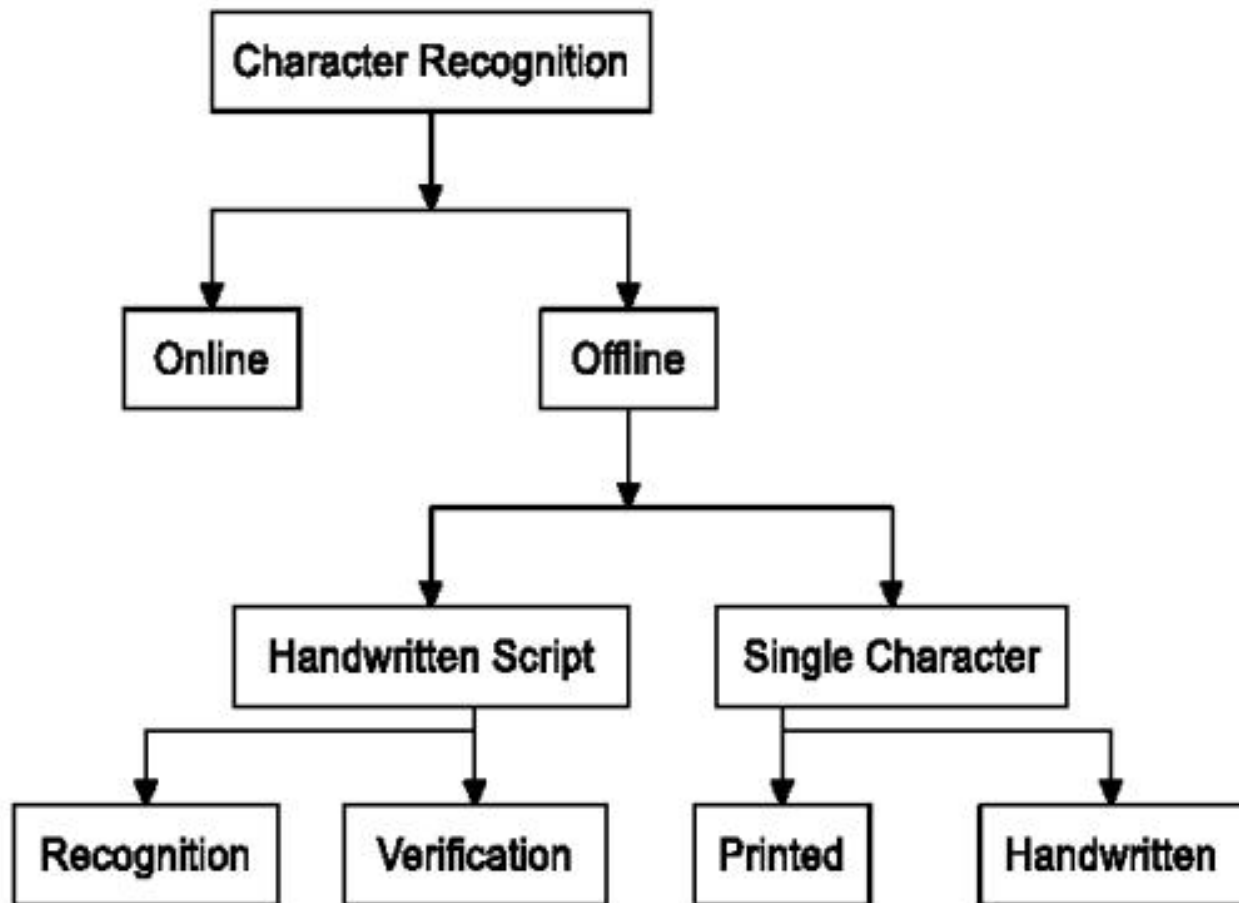 Character Recognition
Online
Offline
Handwritten Script
Single Character
Recognition
Verification
Printed
Handwritten